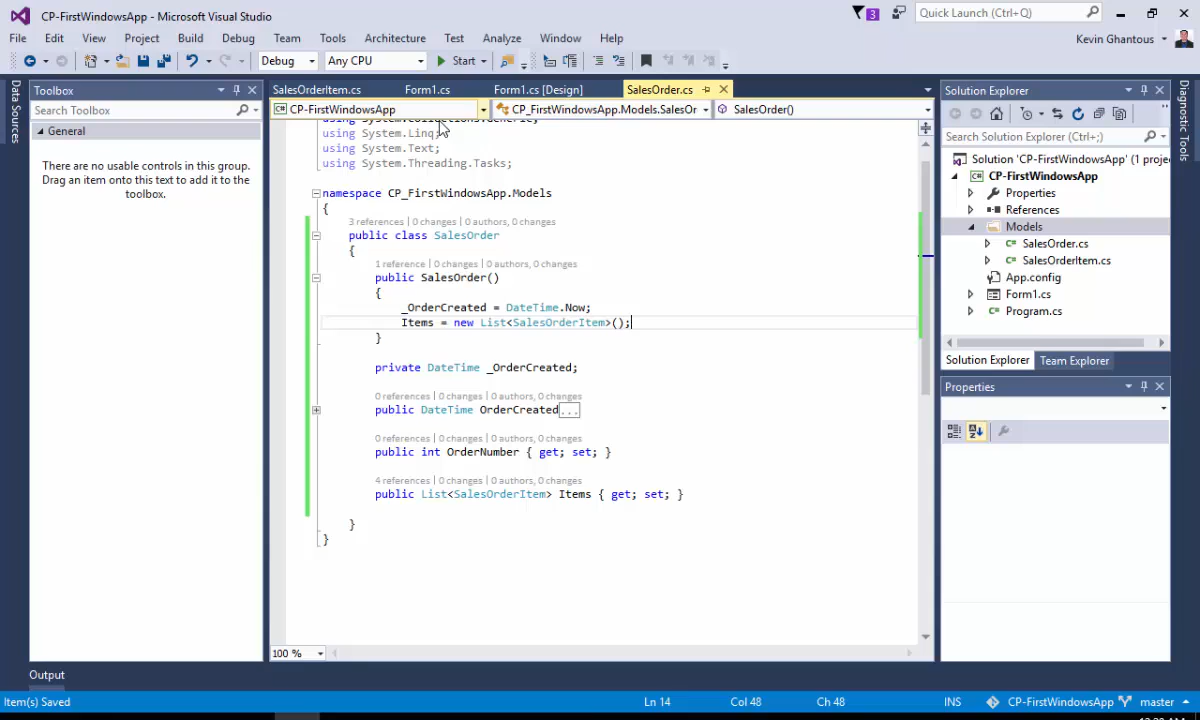 CP-FirstWindowsApp - Microsoft Visual Studio
3
Quick Launch (Ctrl+Q)
File Edit View Project Build Debug Team Tools Architecture Test Analyze Window Help
Kevin Ghantous
Debug Any CPU Start
Data Sources
Toolbox
Search Toolbox
General
There are no usable controls in this group.
Drag an item onto this text to add it to the
toolbox.
SalesOrderItem.cs Form1.cs Form1.cs [Design] SalesOrder.cs
CP-FirstWindowsApp CP_FirstWindowsApp.Models.SalesOr SalesOrder()
using System.Collections.Generic;
using System.Linq;
using System.Text;
using System.Threading.Tasks;
namespace CP_FirstWindowsApp.Models
{
3 references | 0 changes | 0 authors, 0 changes
public class SalesOrder
{
1 reference | 0 changes | 0 authors, 0 changes
public SalesOrder()
{
_OrderCreated = DateTime.Now;
Items = new List<SalesOrderItem>();
}
private DateTime _OrderCreated;
0 references | 0 changes | 0 authors, 0 changes
public DateTime OrderCreated...
0 references | 0 changes | 0 authors, 0 changes
public int OrderNumber { get; set; }
4 references | 0 changes | 0 authors, 0 changes
public List<SalesOrderItem> Items { get; set; }
}
}
100 %
Solution Explorer
Search Solution Explorer (Ctrl+;)
Solution 'CP-FirstWindowsApp' (1 projec
CP-FirstWindowsApp
Properties
References
Models
SalesOrder.cs
SalesOrderItem.cs
App.config
Form1.cs
Program.cs
Solution Explorer Team Explorer
Properties
Diagnostic Tools
Output
Item(s) Saved Ln 14 Col 48 Ch 48 INS CP-FirstWindowsApp master